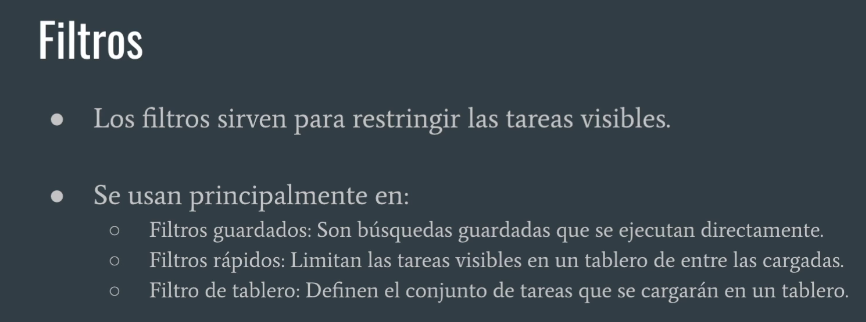 Filtros
● Los filtros sirven para restringir las tareas visibles.
● Se usan principalmente en:
○ Filtros guardados: Son búsquedas guardadas que se ejecutan directamente.
○ Filtros rápidos: Limitan las tareas visibles en un tablero de entre las cargadas.
○ Filtro de tablero: Definen el conjunto de tareas que se cargarán en un tablero.